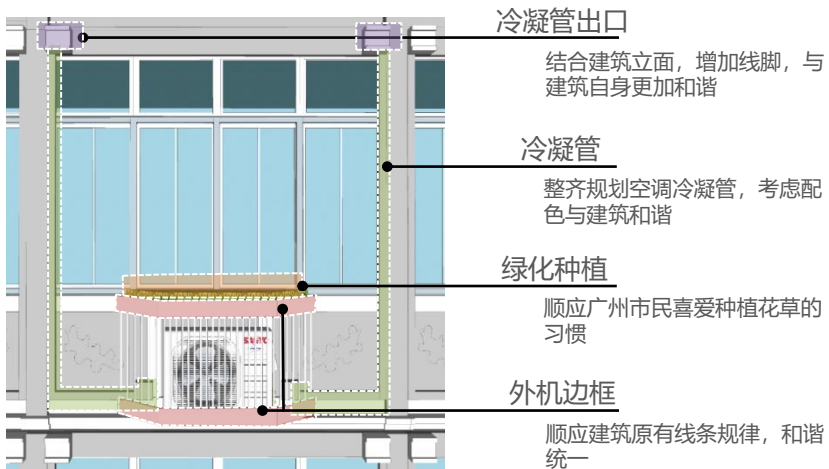 冷凝管出口
结合建筑立面，增加线脚，与
建筑自身更加和谐
冷凝管
整齐规划空调冷凝管，考虑配
色与建筑和谐
绿化种植
顺应广州市民喜爱种植花草的
习惯
外机边框
顺应建筑原有线条规律，和谐
统一